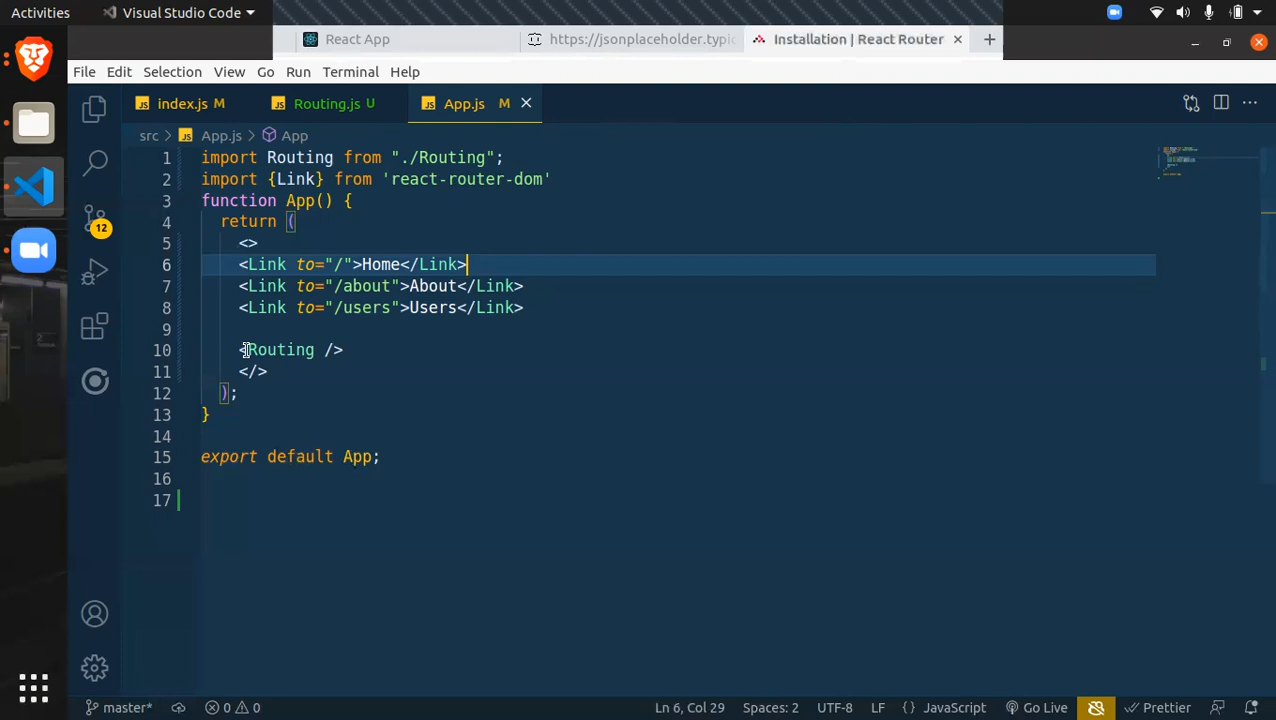 Activities Visual Studio Code
React App https://jsonplaceholder.typic Installation | React Router
File Edit Selection View Go Run Terminal Help
JS index.js M JS Routing.js U JS App.js M
src > JS App.js > App
1 import Routing from "./Routing";
2 import {Link} from 'react-router-dom'
3 function App() {
4 return (
5 <>
6 <Link to="/">Home</Link>
7 <Link to="/about">About</Link>
8 <Link to="/users">Users</Link>
9
10 <Routing />
11 </>
12 );
13 }
14
15 export default App;
16
17
12
master* 0 0 Ln 6, Col 29 Spaces: 2 UTF-8 LF {} JavaScript Go Live Prettier